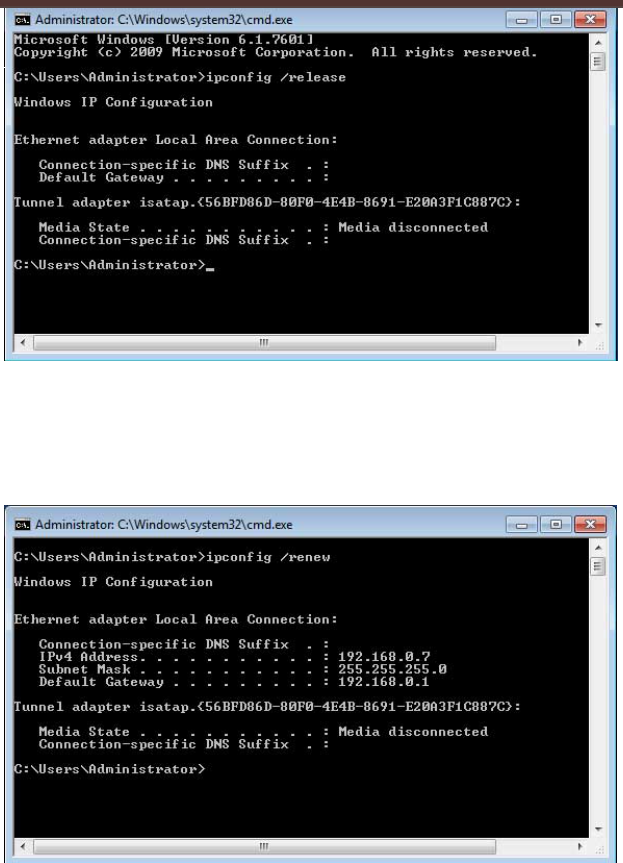 Administrator: C:\Windows\system32\cmd.exe
Microsoft Windows [Version 6.1.7601]
Copyright (c) 2009 Microsoft Corporation.  All rights reserved.
C:\Users\Administrator>ipconfig /release
Windows IP Configuration
Ethernet adapter Local Area Connection:
   Connection-specific DNS Suffix  . :
   Default Gateway . . . . . . . . . :
Tunnel adapter isatap.{56BFD86D-80F0-4E4B-8691-E20A3F1C887C}:
   Media State . . . . . . . . . . . : Media disconnected
   Connection-specific DNS Suffix  . :
C:\Users\Administrator>_
Administrator: C:\Windows\system32\cmd.exe
C:\Users\Administrator>ipconfig /renew
Windows IP Configuration
Ethernet adapter Local Area Connection:
   Connection-specific DNS Suffix  . :
   IPv4 Address. . . . . . . . . . . : 192.168.0.7
   Subnet Mask . . . . . . . . . . . : 255.255.255.0
   Default Gateway . . . . . . . . . : 192.168.0.1
Tunnel adapter isatap.{56BFD86D-80F0-4E4B-8691-E20A3F1C887C}:
   Media State . . . . . . . . . . . : Media disconnected
   Connection-specific DNS Suffix  . :
C:\Users\Administrator>